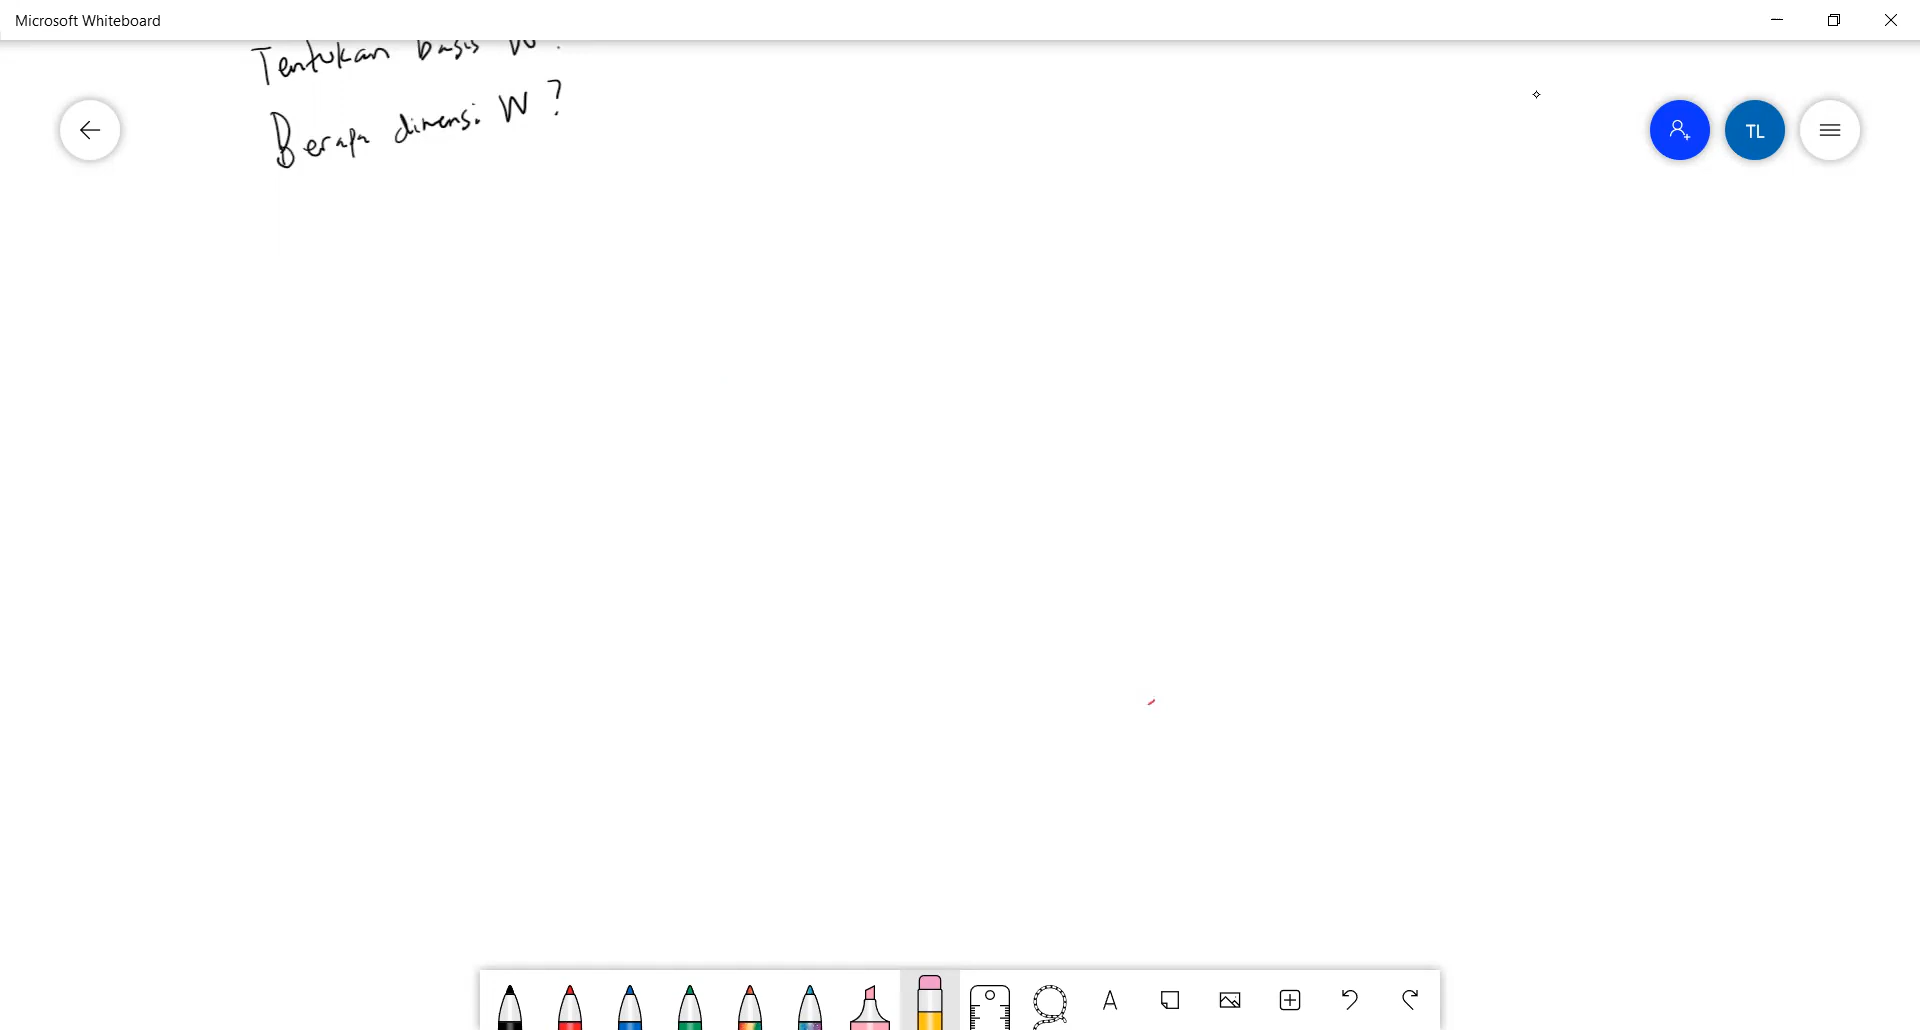 Microsoft Whiteboard
Tentukan basis W ?
Berapa dimensi W ?
TL